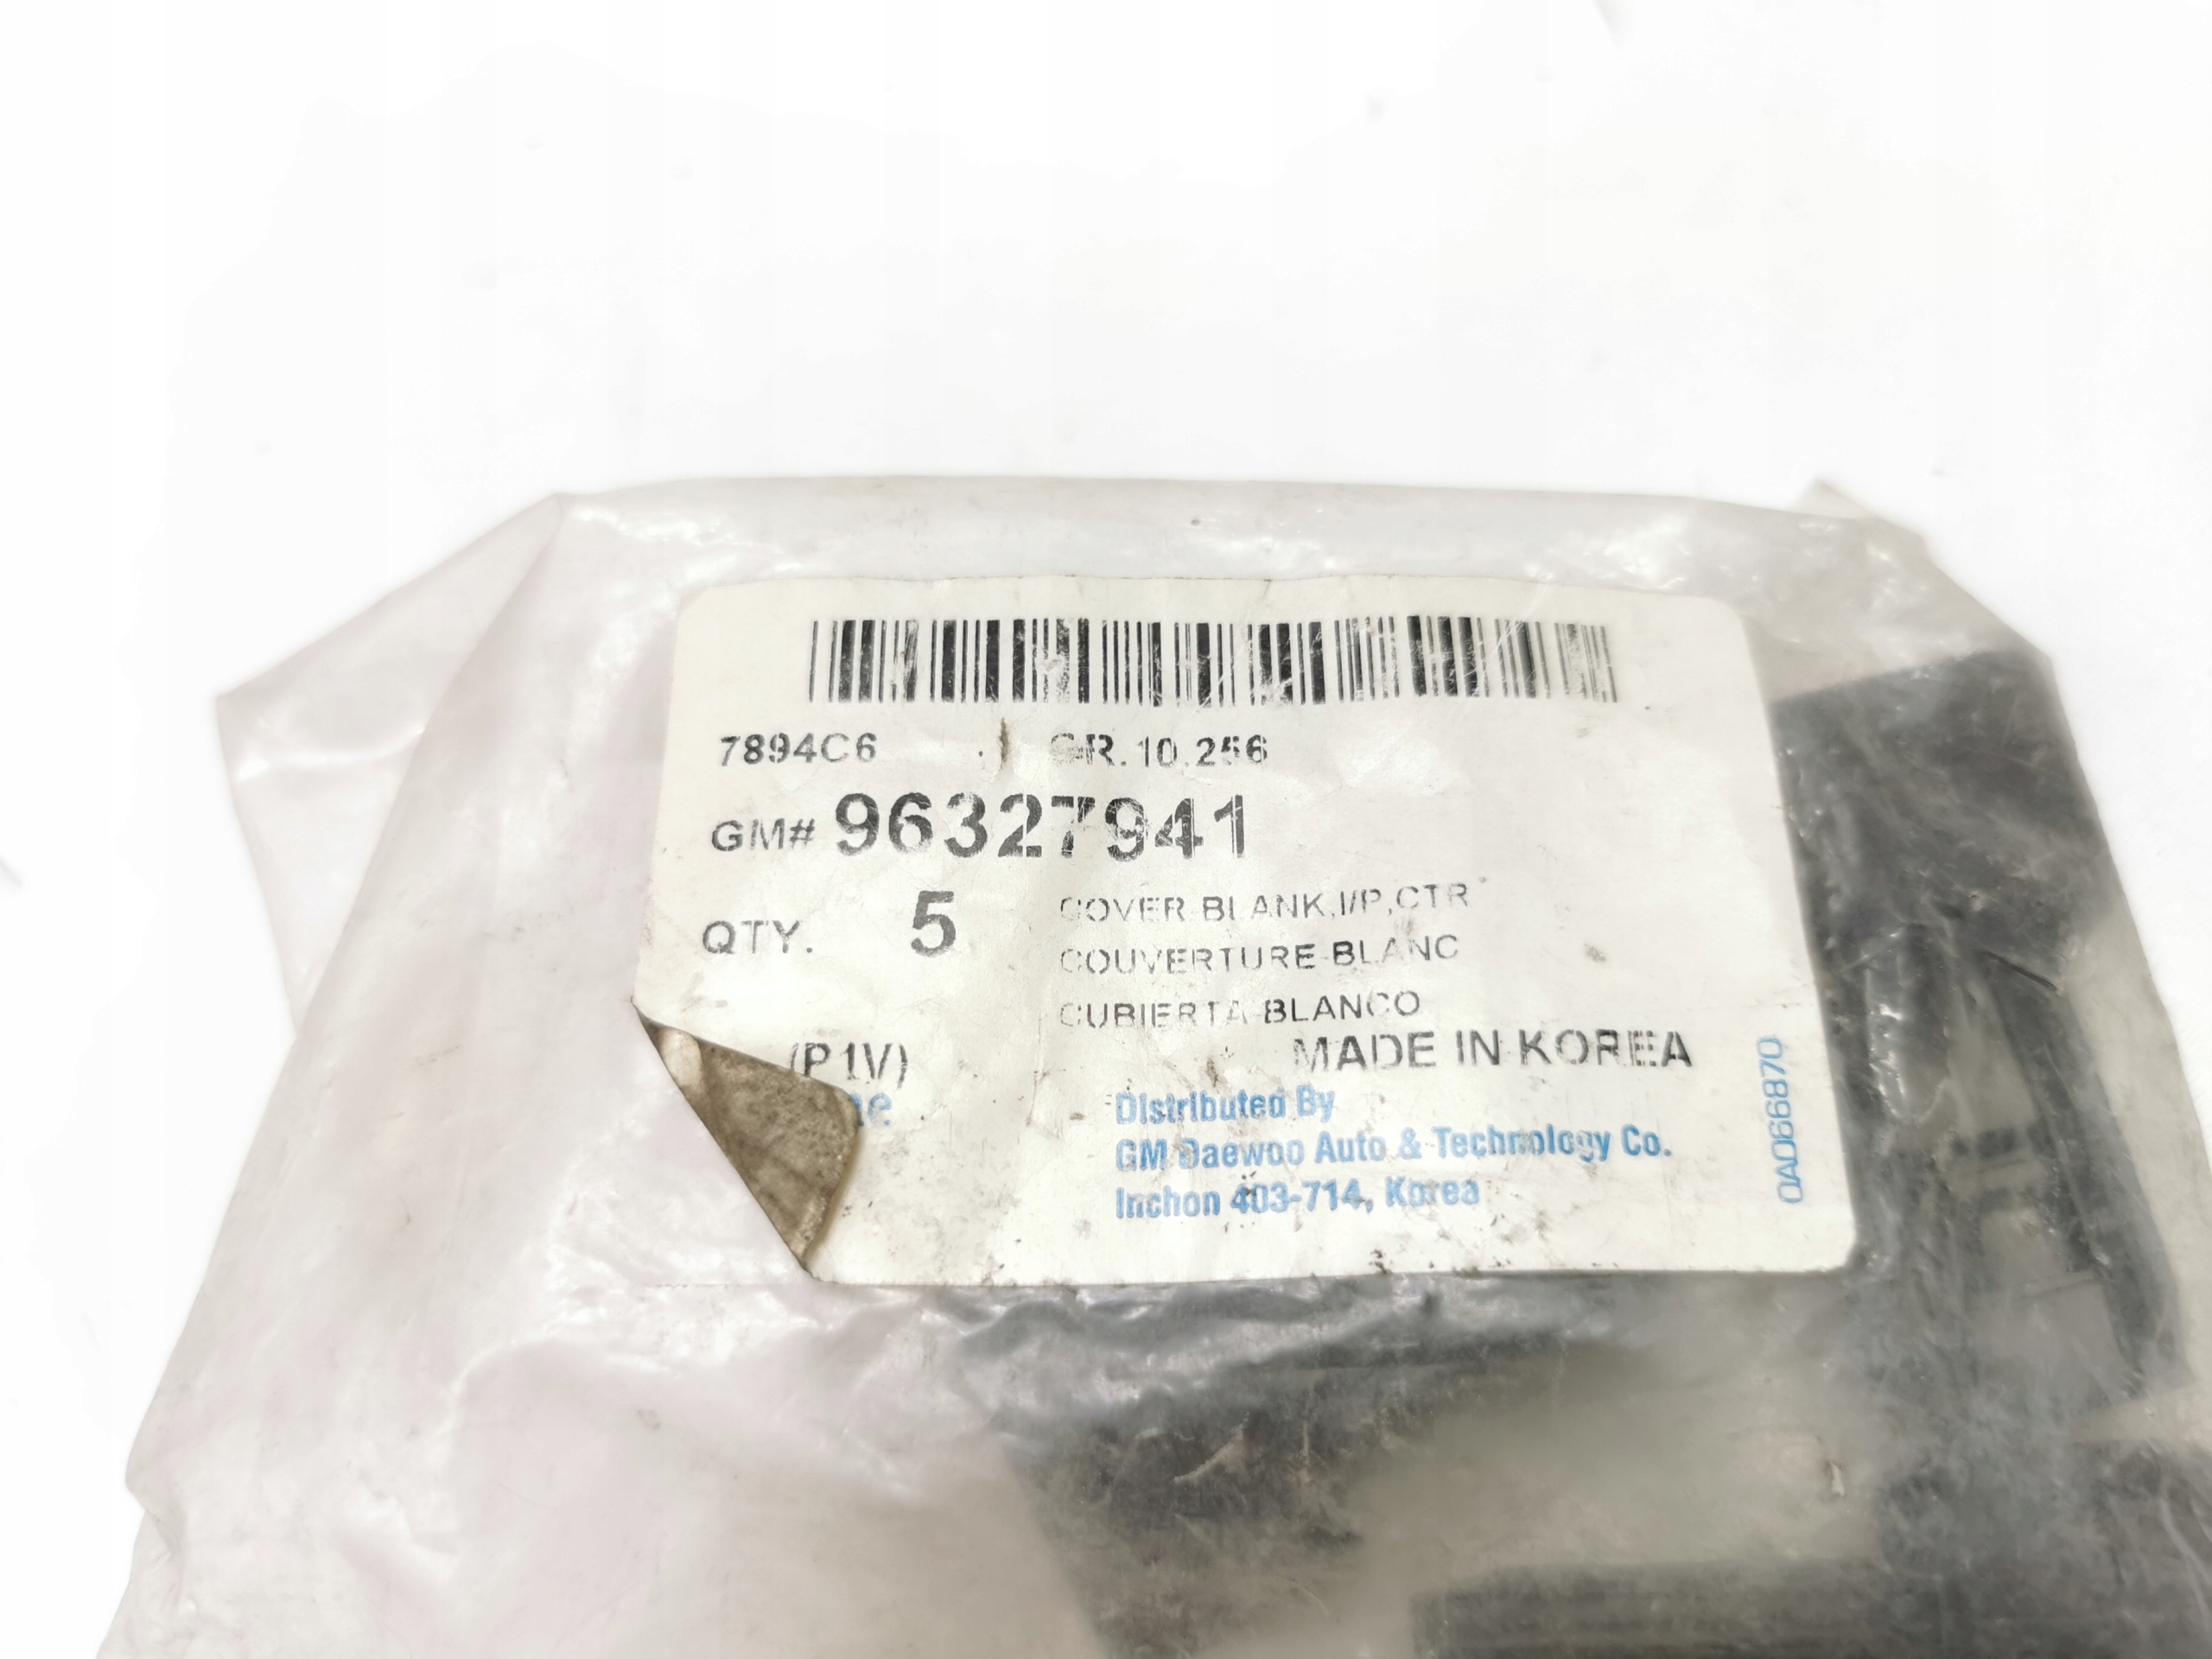 7894C6 GR.10.256
GM# 96327941
QTY. 5
COVER-BLANK,I/P,CTR
COUVERTURE-BLANC
CUBIERTA-BLANCO
(P1V)
MADE IN KOREA
Distributed By
GM Daewoo Auto & Technology Co.
Inchon 403-714, Korea
0AD66870